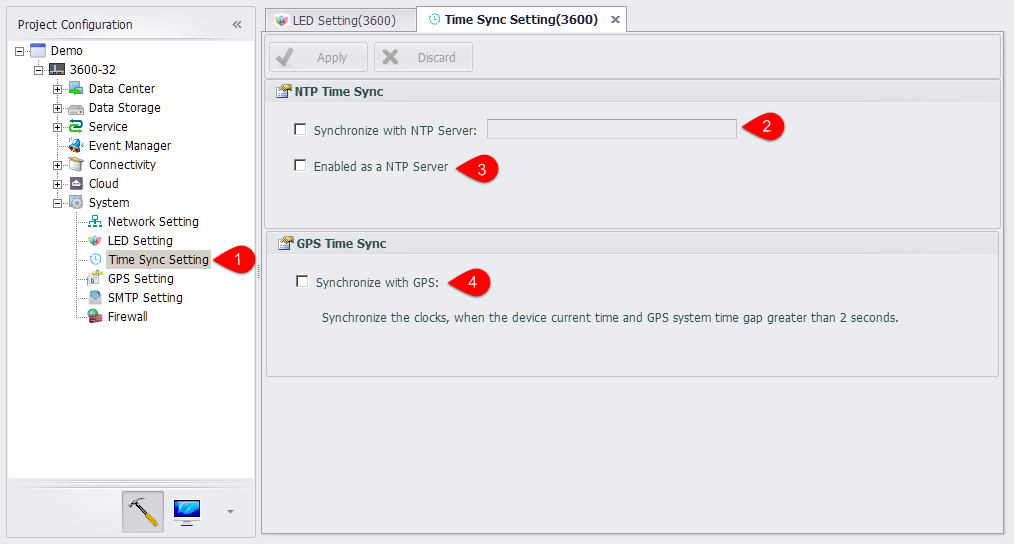 Project Configuration
Demo
3600-32
Data Center
Data Storage
Service
Event Manager
Connectivity
Cloud
System
Network Setting
LED Setting
Time Sync Setting
1
GPS Setting
SMTP Setting
Firewall
LED Setting(3600)
Time Sync Setting(3600)
Apply
Discard
NTP Time Sync
Synchronize with NTP Server:
2
Enabled as a NTP Server
3
GPS Time Sync
Synchronize with GPS:
4
Synchronize the clocks, when the device current time and GPS system time gap greater than 2 seconds.